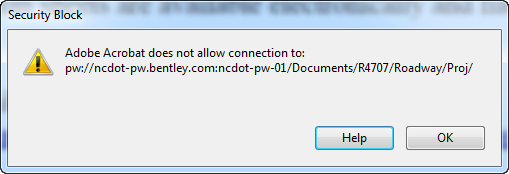 Security Block
Adobe Acrobat does not allow connection to:
pw://ncdot-pw.bentley.com:ncdot-pw-01/Documents/R4707/Roadway/Proj/
Help
OK